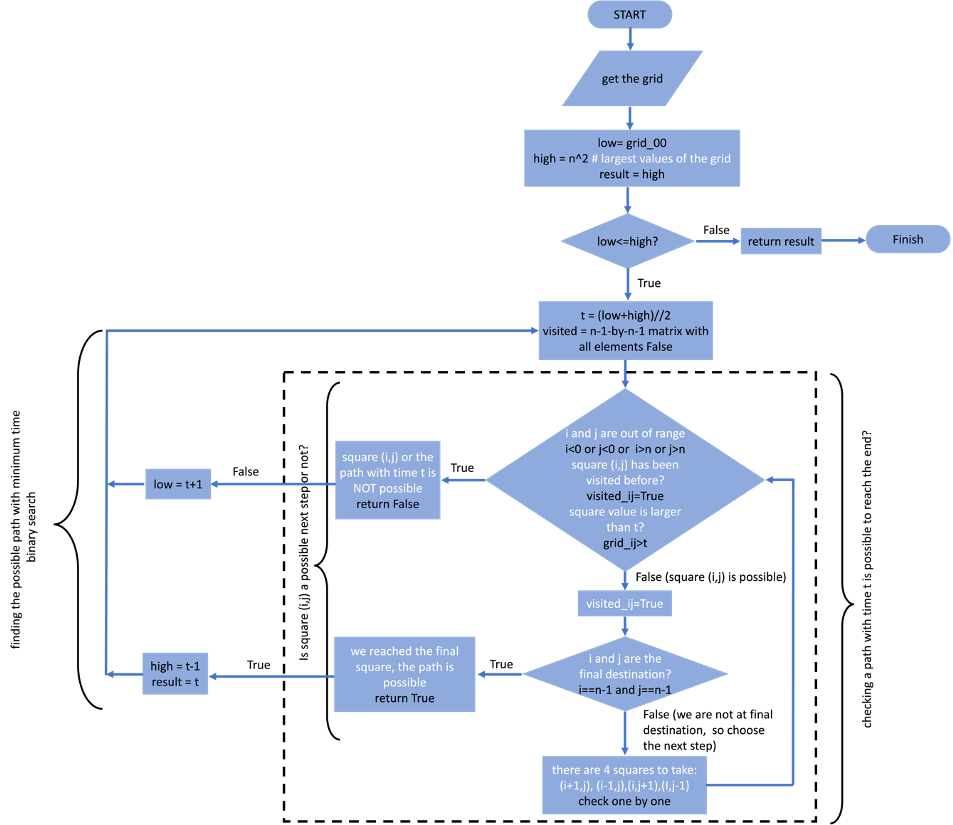 START
get the grid
low= grid_00
high = n^2 # largest values of the grid
result = high
low<=high?
False
return result
Finish
True
t = (low+high)//2
visited = n-1-by-n-1 matrix with
all elements False
i and j are out of range
i<0 or j<0 or i>n or j>n
square (i,j) has been
visited before?
visited_ij=True
square value is larger
than t?
grid_ij>t
True
square (i,j) or the
path with time t is
NOT possible
return False
False
low = t+1
False (square (i,j) is possible)
visited_ij=True
i and j are the
final destination?
i==n-1 and j==n-1
True
we reached the final
square, the path is
possible
return True
True
high = t-1
result = t
False (we are not at final
destination, so choose
the next step)
there are 4 squares to take:
(i+1,j), (i-1,j),(i,j+1),(I,j-1)
check one by one
finding the possible path with minimum time
binary search
Is square (i,j) a possible next step or not?
checking a path with time t is possible to reach the end?